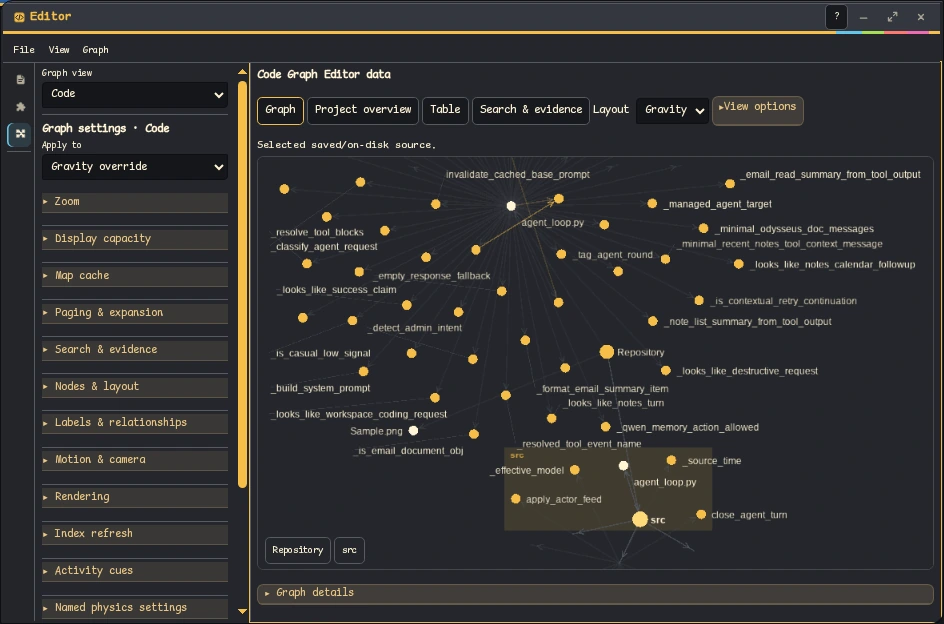 Editor
?
File View Graph
Graph view
Code
Graph settings · Code
Apply to
Gravity override
Zoom
Display capacity
Map cache
Paging & expansion
Search & evidence
Nodes & layout
Labels & relationships
Motion & camera
Rendering
Index refresh
Activity cues
Named physics settings
Code Graph Editor data
Graph Project overview Table Search & evidence Layout Gravity View options
Selected saved/on-disk source.
invalidate_cached_base_prompt
_email_read_summary_from_tool_output
_managed_agent_target
agent_loop.py
_minimal_odysseus_doc_messages
_resolve_tool_blocks
_minimal_recent_notes_tool_context_message
_classify_agent_request
_tag_agent_round
_looks_like_notes_calendar_followup
_empty_response_fallback
_looks_like_success_claim
_is_contextual_retry_continuation
_note_list_summary_from_tool_output
_detect_admin_intent
_is_casual_low_signal
Repository
_looks_like_destructive_request
_build_system_prompt
_format_email_summary_item
_looks_like_notes_turn
_looks_like_workspace_coding_request
_qwen_memory_action_allowed
Sample.png
_resolved_tool_event_name
_is_email_document_obj
src
_source_time
_effective_model
agent_loop.py
apply_actor_feed
close_agent_turn
src
Repository src
Graph details